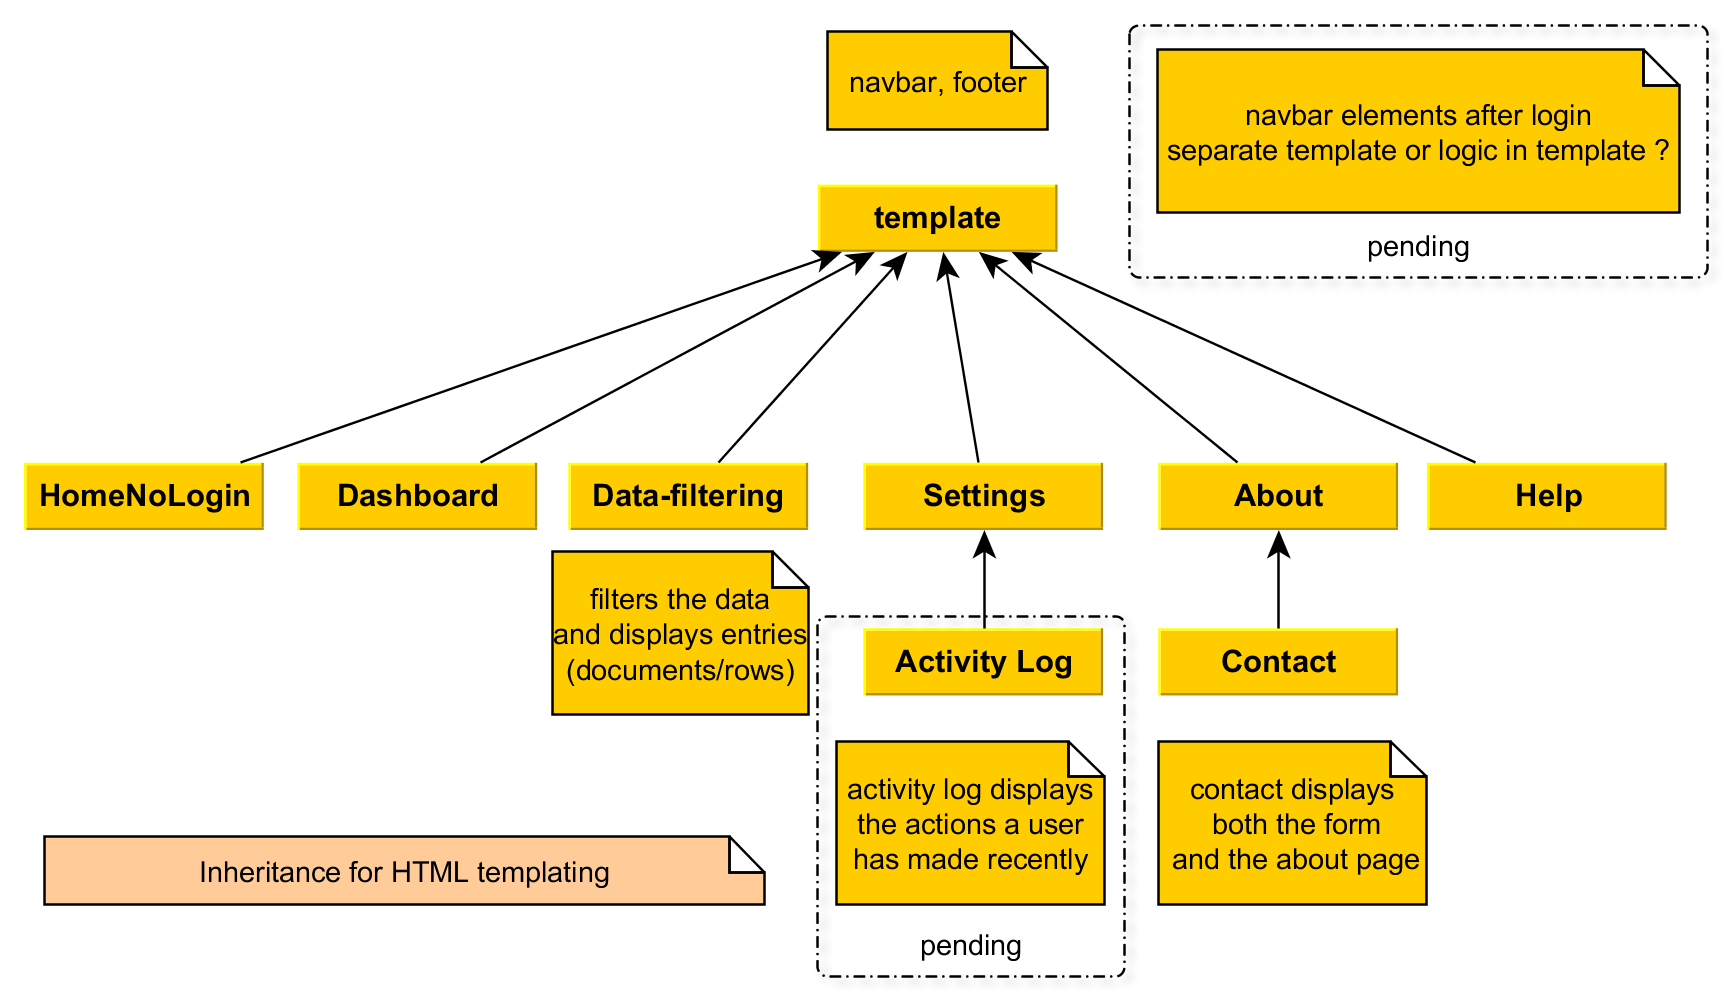 navbar, footer
navbar elements after login
separate template or logic in template ?
pending
template
HomeNoLogin
Dashboard
Data-filtering
Settings
About
Help
filters the data
and displays entries
(documents/rows)
Activity Log
Contact
activity log displays
the actions a user
has made recently
pending
contact displays
both the form
and the about page
Inheritance for HTML templating